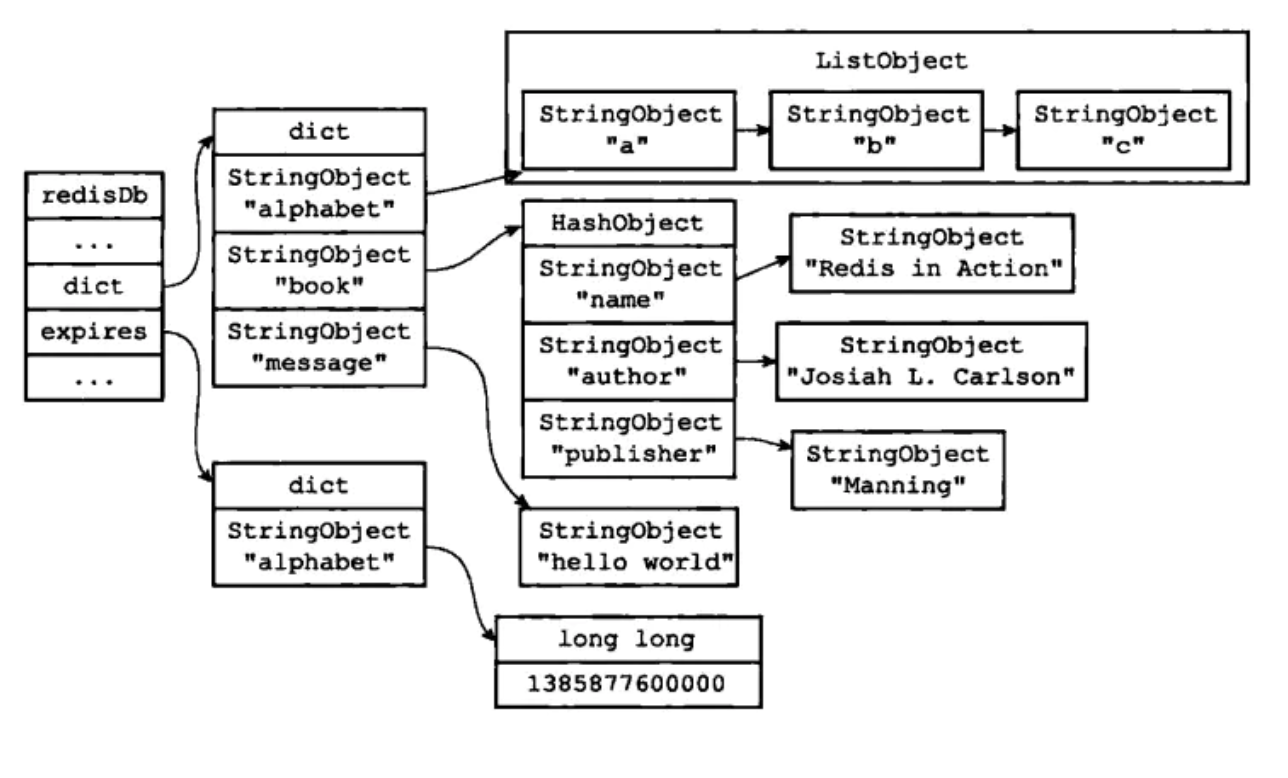 redisDb
...
dict
expires
...
dict
StringObject
"alphabet"
StringObject
"book"
StringObject
"message"
dict
StringObject
"alphabet"
ListObject
StringObject
"a"
StringObject
"b"
StringObject
"c"
HashObject
StringObject
"name"
StringObject
"author"
StringObject
"publisher"
StringObject
"Redis in Action"
StringObject
"Josiah L. Carlson"
StringObject
"Manning"
StringObject
"hello world"
long long
1385877600000